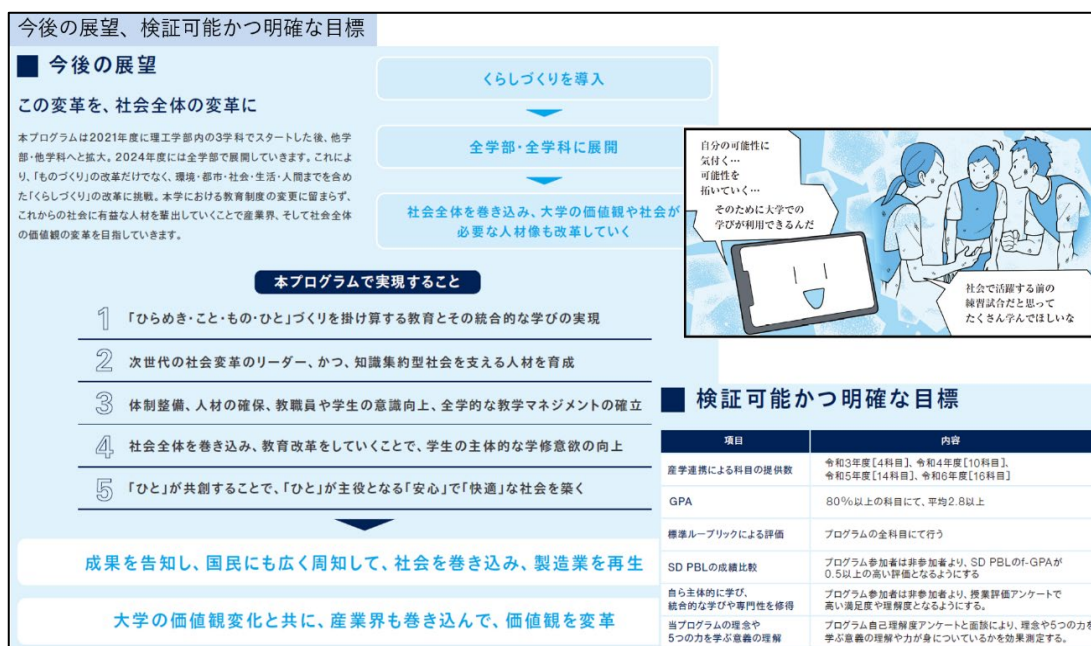 今後の展望、検証可能かつ明確な目標
今後の展望
この変革を、社会全体の変革に
本プログラムは2021年度に理工学部内の3学科でスタートした後、他学
部・他学科へと拡大。2024年度には全学部で展開していきます。これによ
り、「ものづくり」の改革だけでなく、環境・都市・社会・生活・人間までを含め
た「くらしづくり」の改革に挑戦。本学における教育制度の変更に留まらず、
これからの社会に有益な人材を輩出していくことで産業界、そして社会全体
の価値観の変革を目指していきます。
くらしづくりを導入
全学部・全学科に展開
社会全体を巻き込み、大学の価値観や社会が
必要な人材像も改革していく
自分の可能性に
気付く…
可能性を
拓いていく…
そのために大学での
学びが利用できるんだ
社会で活躍する前の
練習試合だと思って
たくさん学んでほしいな
本プログラムで実現すること
1 「ひらめき・こと・もの・ひと」づくりを掛け算する教育とその統合的な学びの実現
2 次世代の社会変革のリーダー、かつ、知識集約型社会を支える人材を育成
3 体制整備、人材の確保、教職員や学生の意識向上、全学的な教学マネジメントの確立
4 社会全体を巻き込み、教育改革をしていくことで、学生の主体的な学修意欲の向上
5 「ひと」が共創することで、「ひと」が主役となる「安心」で「快適」な社会を築く
成果を告知し、国民にも広く周知して、社会を巻き込み、製造業を再生
大学の価値観変化と共に、産業界も巻き込んで、価値観を変革
検証可能かつ明確な目標
項目 内容
産学連携による科目の提供数 令和3年度[4科目]、令和4年度[10科目]、
令和5年度[14科目]、令和6年度[16科目]
GPA 80%以上の科目にて、平均2.8以上
標準ルーブリックによる評価 プログラムの全科目にて行う
SD PBLの成績比較 プログラム参加者は非参加者より、SD PBLのf-GPAが
0.5以上の高い評価となるようにする
自ら主体的に学び、
統合的な学びや専門性を修得 プログラム参加者は非参加者より、授業評価アンケートで
高い満足度や理解度となるようにする。
当プログラムの理念や
5つの力を学ぶ意義の理解 プログラム自己理解度アンケートと面談により、理念や5つの力を
学ぶ意義の理解や力が身についているかを効果測定する。